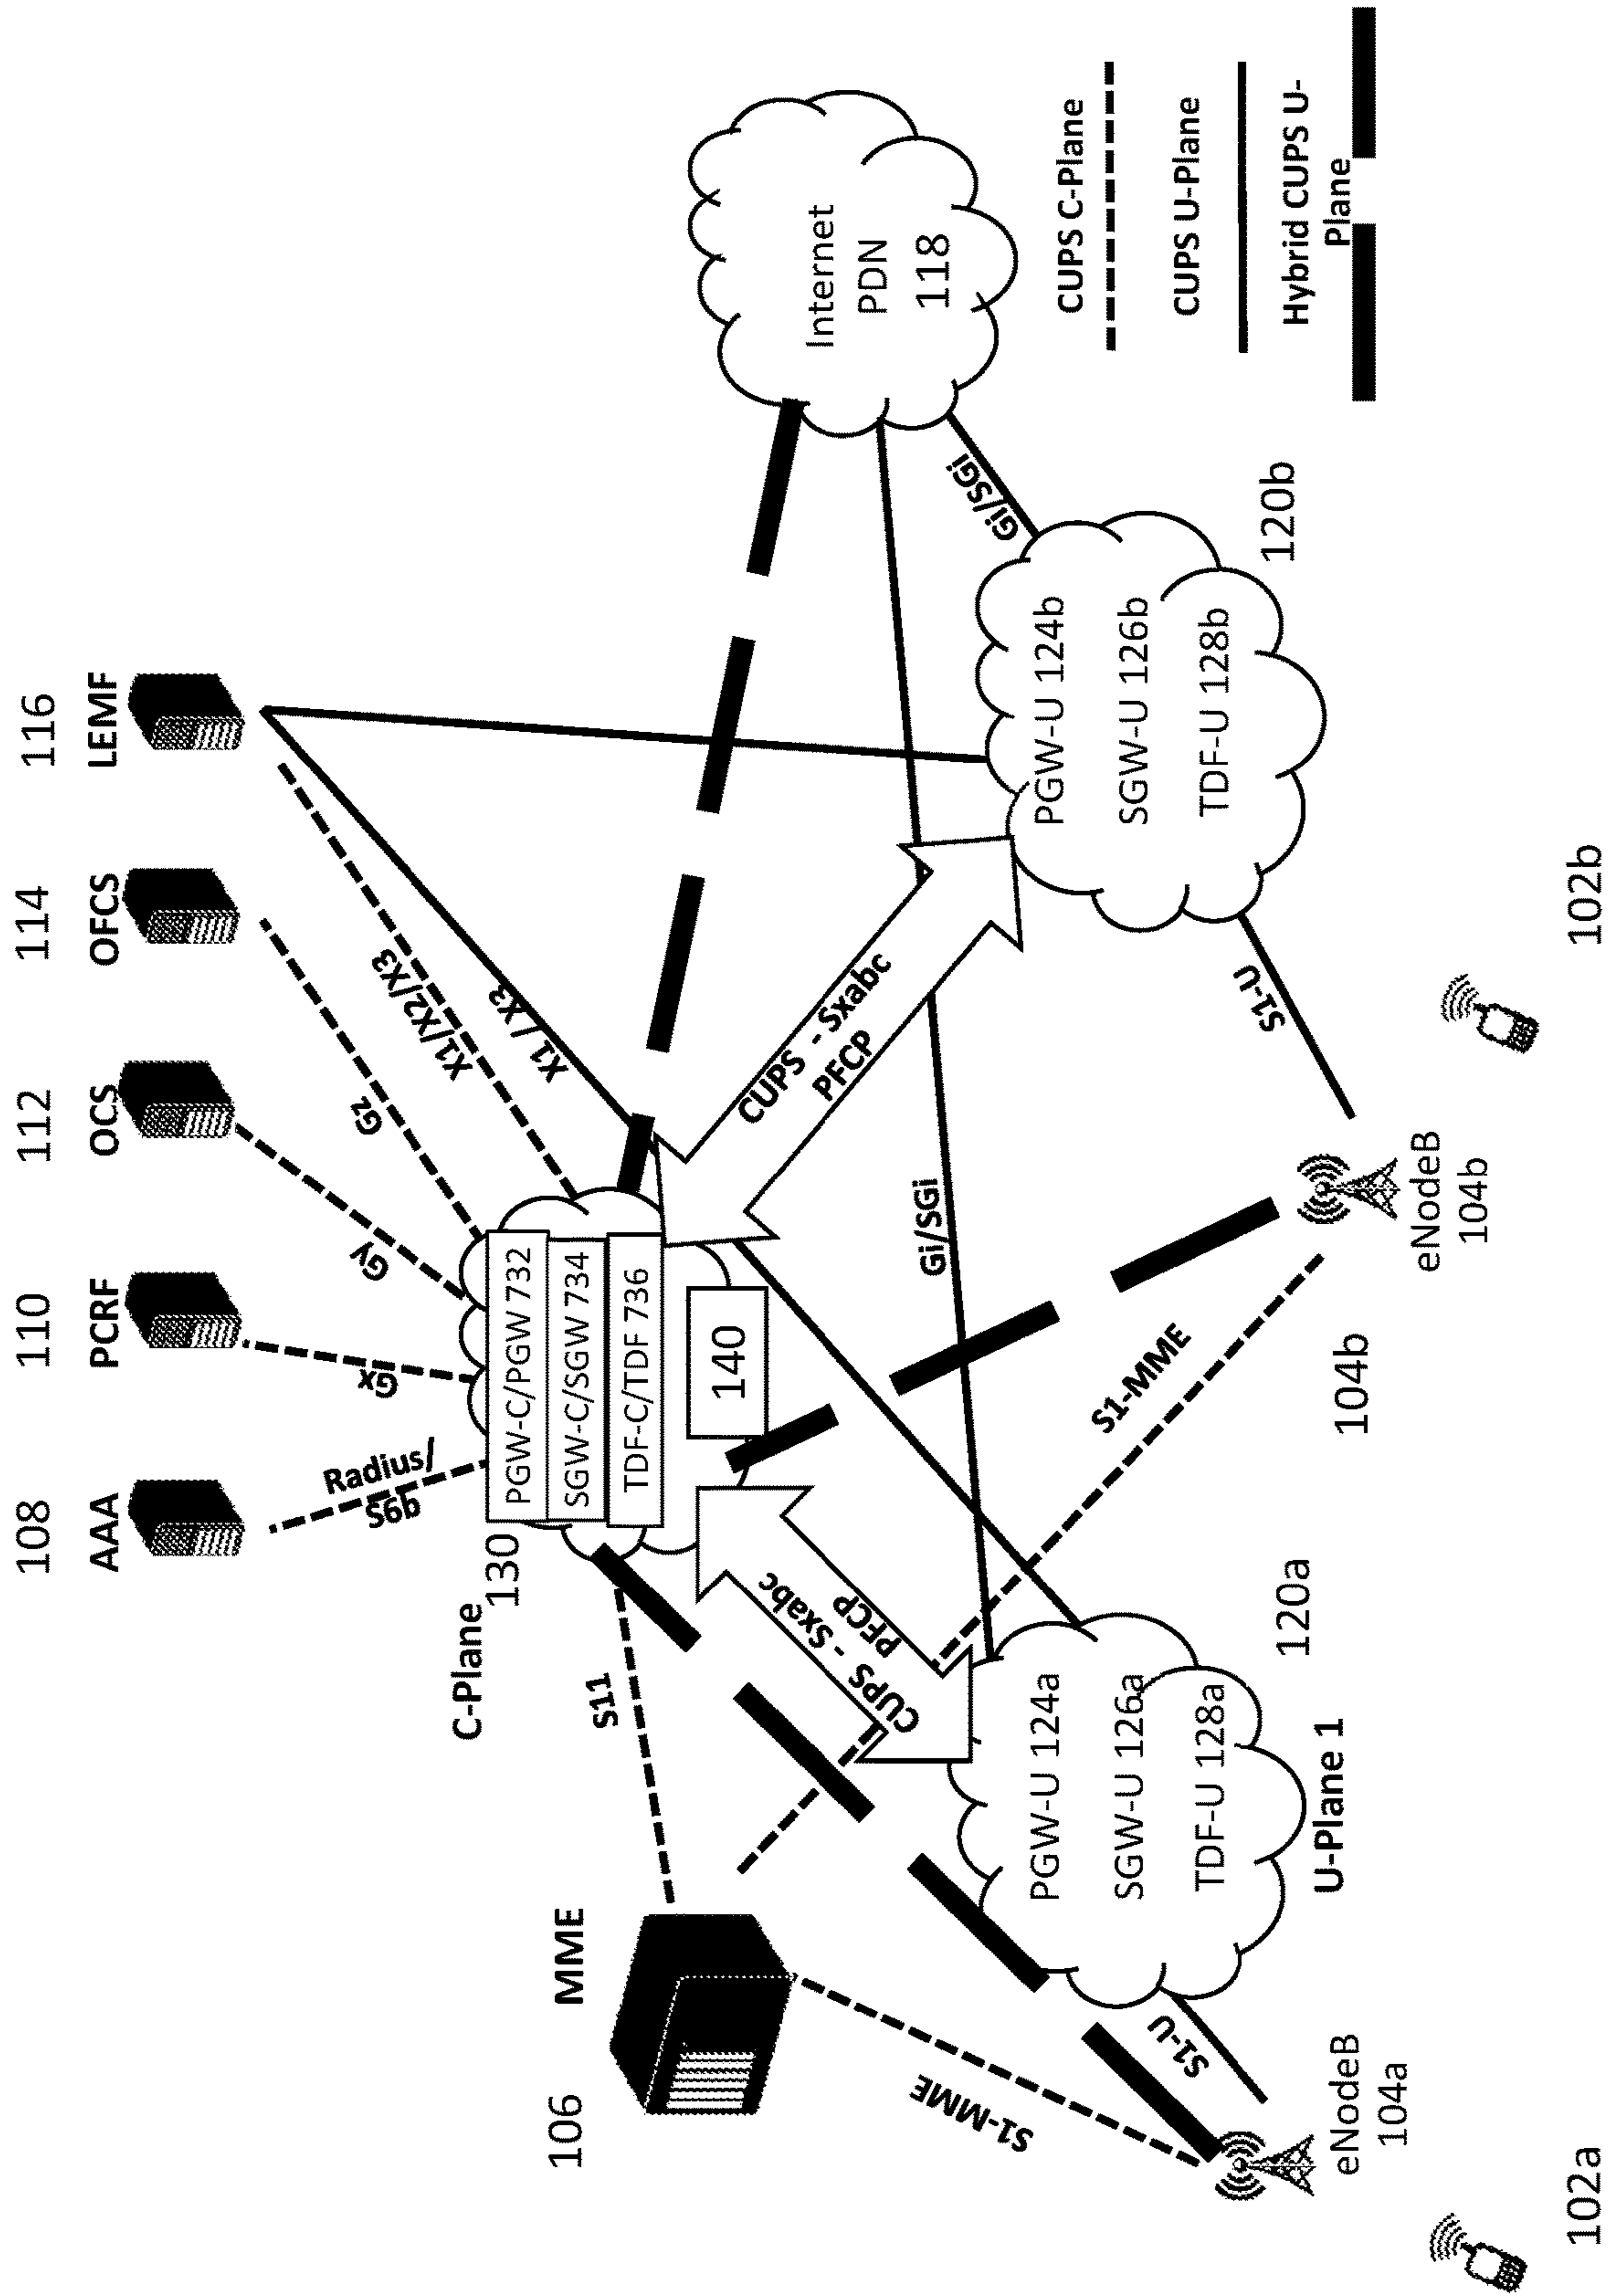 108
110
112
114
116
AAA
PCRF
OCS
OFCS
LEMF
Radius/
S6b
Gx
Gy
Gz
X1/X2/X3
X1 / X3
C-Plane
130
PGW-C/PGW 732
SGW-C/SGW 734
TDF-C/TDF 736
140
106
MME
S11
S1-MME
CUPS - Sxabc
PFCP
CUPS - Sxabc
PFCP
Gi/SGi
Gi/SGi
Internet
PDN
118
S1-MME
PGW-U 124a
SGW-U 126a
TDF-U 128a
120a
U-Plane 1
PGW-U 124b
SGW-U 126b
TDF-U 128b
120b
S1-U
S1-U
eNodeB
104a
eNodeB
104b
104b
102a
102b
CUPS C-Plane
CUPS U-Plane
Hybrid CUPS U-
Plane